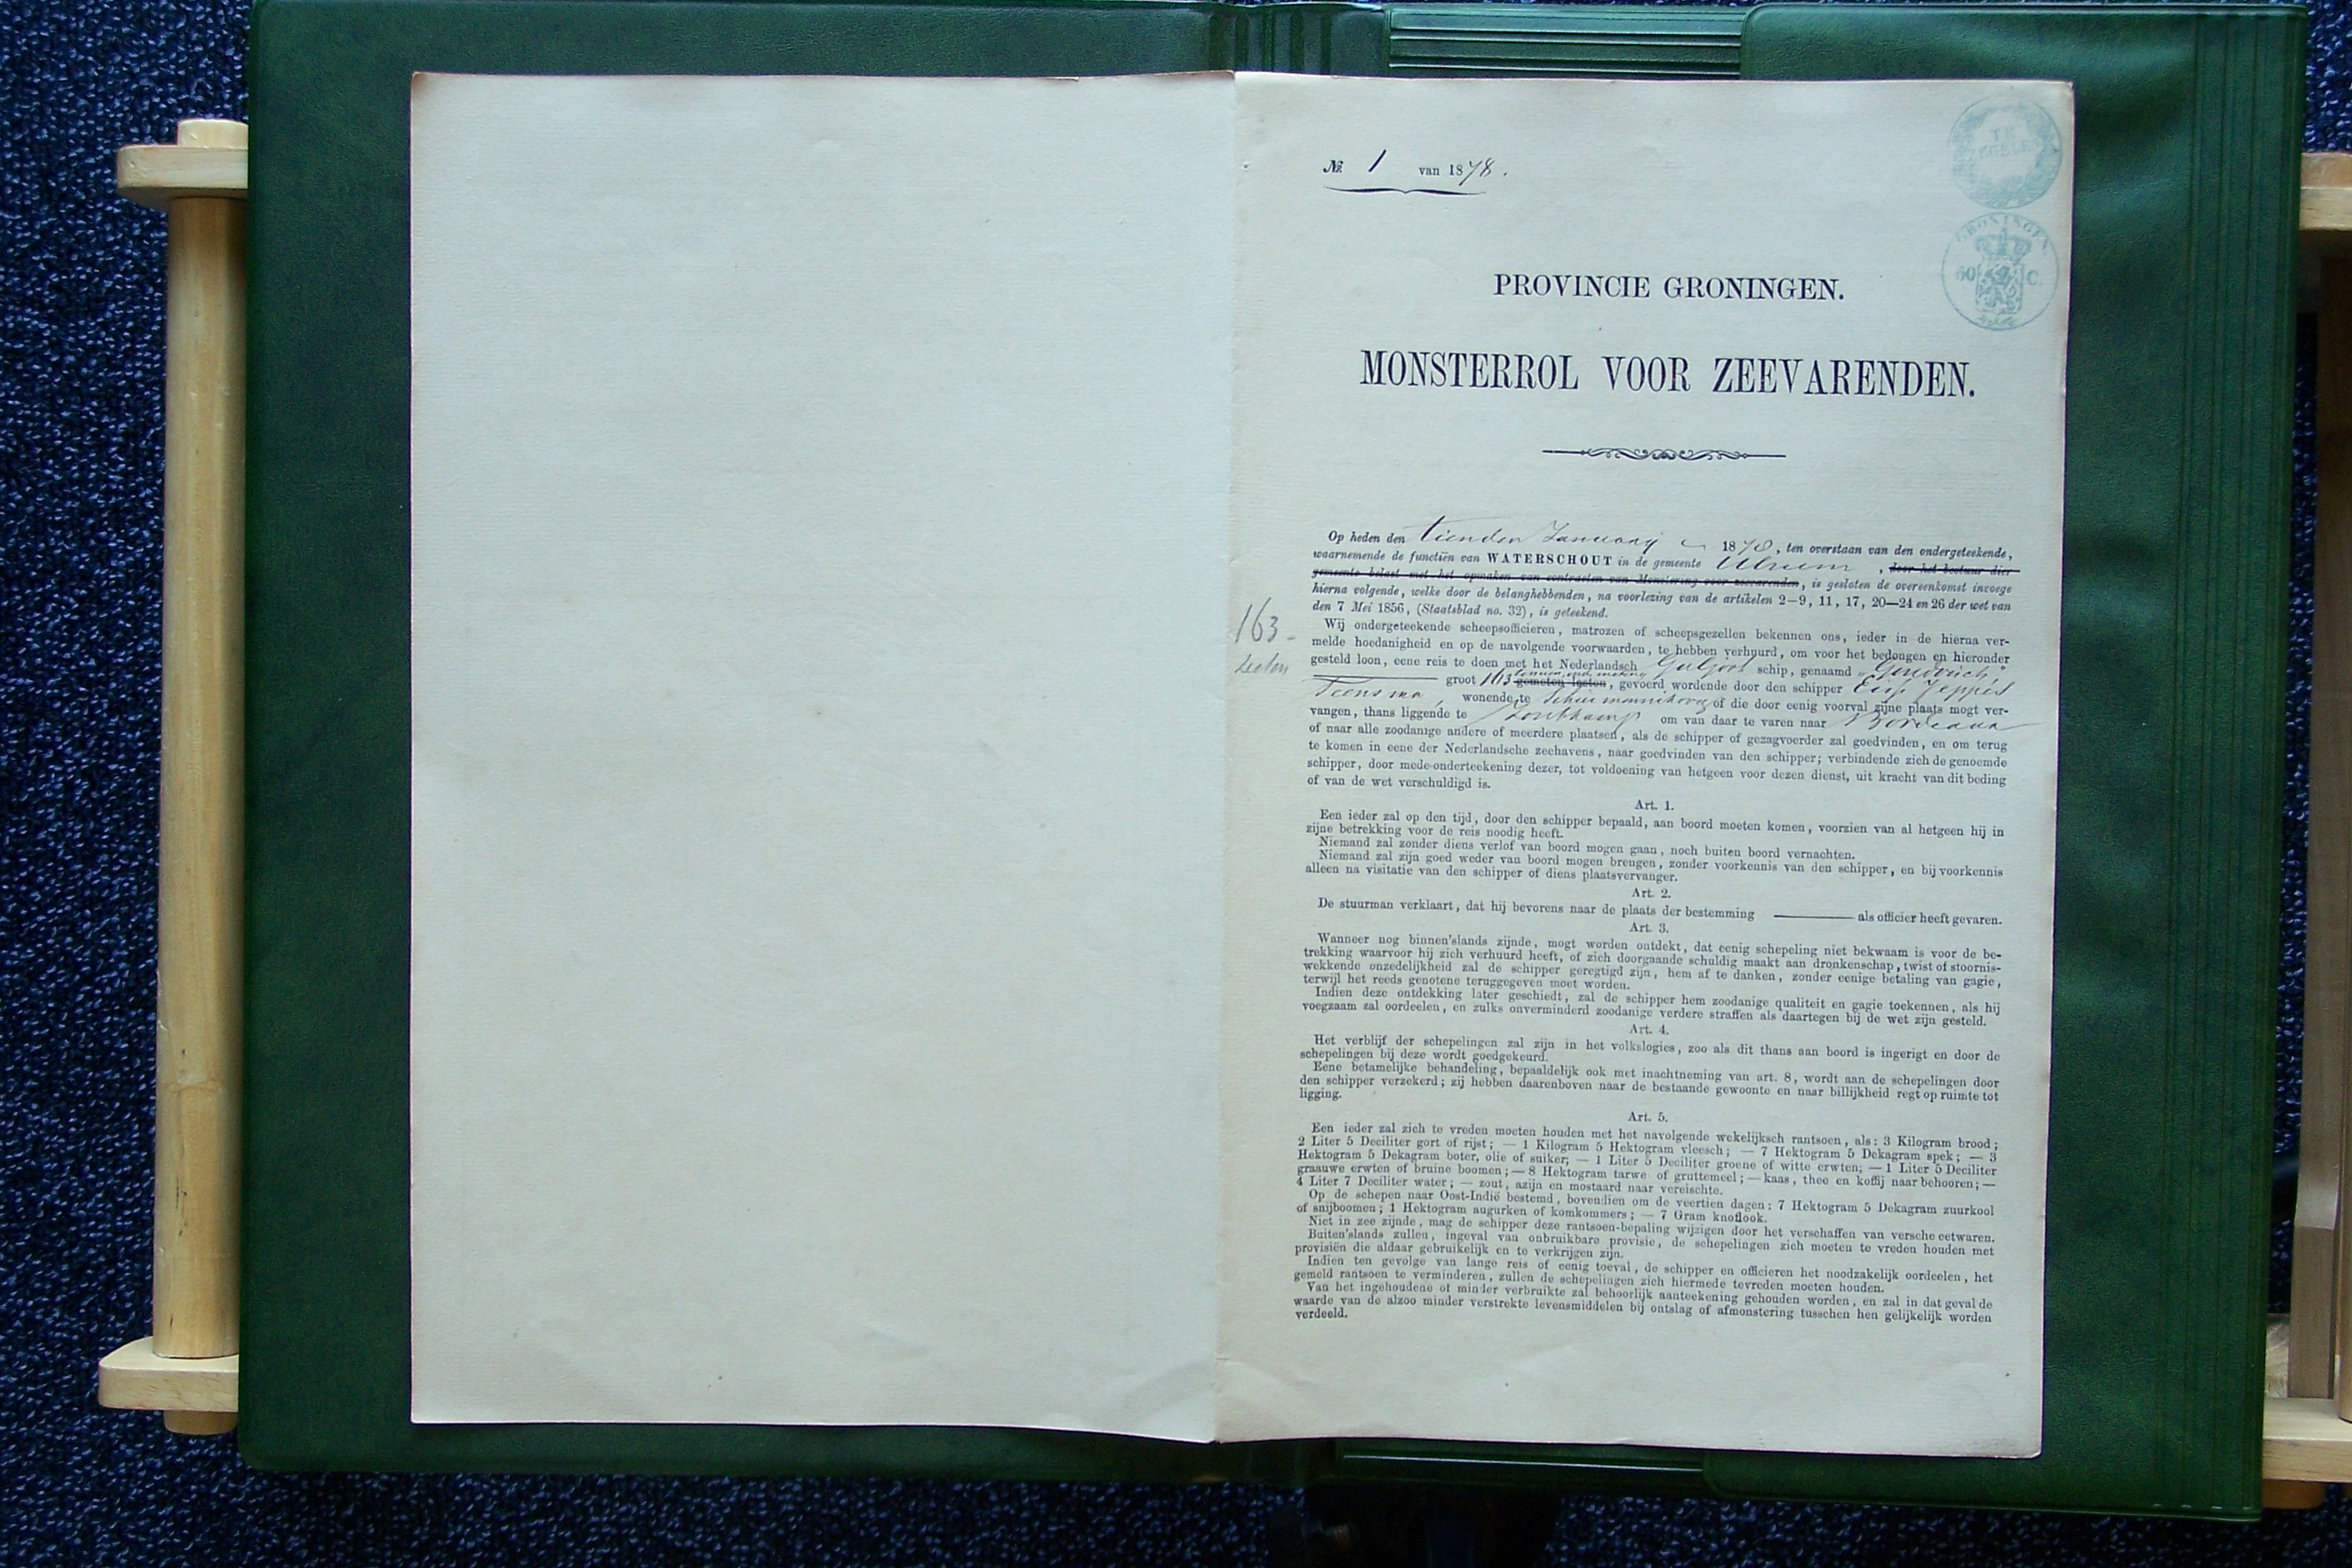 № 1 van 1878.
TE
GRONINGEN
60 C.
PROVINCIE GRONINGEN.
MONSTERROL VOOR ZEEVARENDEN.
Op heden den tienden Januarij 1878, ten overstaan van den ondergeteekende,
waarnemende de functiën van WATERSCHOUT in de gemeente Ulrum, door het bestuur dier
gemeente belast met het opmaken van contracten van Monstering voor zeevarenden, is gesloten de overeenkomst invoege
hierna volgende, welke door de belanghebbenden, na voorlezing van de artikelen 2—9, 11, 17, 20—24 en 26 der wet van
den 7 Mei 1856, (Staatsblad no. 32), is geteekend.
163
Wij ondergeteekende scheepsofficieren, matrozen of scheepsgezellen bekennen ons, ieder in de hierna ver-
melde hoedanigheid en op de navolgende voorwaarden, te hebben verhuurd, om voor het bedongen en hieronder
gesteld loon, eene reis te doen met het Nederlandsch schip, genaamd
groot 163 gemeten lasten, gevoerd wordende door den schipper
Teensma, wonende te of die door eenig voorval zijne plaats mogt ver-
vangen, thans liggende te Zoutkamp om van daar te varen naar Bordeaux
of naar alle zoodanige andere of meerdere plaatsen, als de schipper of gezagvoerder zal goedvinden, en om terug
te komen in eene der Nederlandsche zeehavens, naar goedvinden van den schipper; verbindende zich de genoemde
schipper, door mede-onderteekening dezer, tot voldoening van hetgeen voor dezen dienst, uit kracht van dit beding
of van de wet verschuldigd is.
Art. 1.
Een ieder zal op den tijd, door den schipper bepaald, aan boord moeten komen, voorzien van al hetgeen hij in
zijne betrekking voor de reis noodig heeft.
Niemand zal zonder diens verlof van boord mogen gaan, noch buiten boord vernachten.
Niemand zal zijn goed weder van boord mogen brengen, zonder voorkennis van den schipper, en bij voorkennis
alleen na visitatie van den schipper of diens plaatsvervanger.
Art. 2.
De stuurman verklaart, dat hij bevorens naar de plaats der bestemming ——— als officier heeft gevaren.
Art. 3.
Wanneer nog binnen'slands zijnde, mogt worden ontdekt, dat eenig schepeling niet bekwaam is voor de be-
trekking waarvoor hij zich verhuurd heeft, of zich doorgaande schuldig maakt aan dronkenschap, twist of stoornis-
wekkende onzedelijkheid zal de schipper geregtigd zijn, hem af te danken, zonder eenige betaling van gagie,
terwijl het reeds genotene teruggegeven moet worden.
Indien deze ontdekking later geschiedt, zal de schipper hem zoodanige qualiteit en gagie toekennen, als hij
voegzaam zal oordeelen, en zulks onverminderd zoodanige verdere straffen als daartegen bij de wet zijn gesteld.
Art. 4.
Het verblijf der schepelingen zal zijn in het volkslogies, zoo als dit thans aan boord is ingerigt en door de
schepelingen bij deze wordt goedgekeurd.
Eene betamelijke behandeling, bepaaldelijk ook met inachtneming van art. 8, wordt aan de schepelingen door
den schipper verzekerd; zij hebben daarenboven naar de bestaande gewoonte en naar billijkheid regt op ruimte tot
ligging.
Art. 5.
Een ieder zal zich te vreden moeten houden met het navolgende wekelijksch rantsoen, als: 3 Kilogram brood;
2 Liter 5 Deciliter gort of rijst; — 1 Kilogram 5 Hektogram vleesch; — 7 Hektogram 5 Dekagram spek; — 3
Hektogram 5 Dekagram boter, olie of suiker; — 1 Liter 5 Deciliter groene of witte erwten; — 1 Liter 5 Deciliter
graauwe erwten of bruine boomen; — 8 Hektogram tarwe of gruttemeel; — kaas, thee en koffij naar behooren; —
4 Liter 7 Deciliter water; — zout, azijn en mostaard naar vereischte.
Op de schepen naar Oost-Indië bestemd, bovendien om de veertien dagen: 7 Hektogram 5 Dekagram zuurkool
of snijboomen; 1 Hektogram augurken of komkommers; — 7 Gram knoflook.
Niet in zee zijnde, mag de schipper deze rantsoen-bepaling wijzigen door het verschaffen van versche eetwaren.
Buiten'slands zullen, ingeval van onbruikbare provisie, de schepelingen zich moeten te vreden houden met
provisiën die aldaar gebruikelijk en te verkrijgen zijn.
Indien ten gevolge van lange reis of eenig toeval, de schipper en officieren het noodzakelijk oordeelen, het
gemeld rantsoen te verminderen, zullen de schepelingen zich hiermede tevreden moeten houden.
Van het ingehoudene of minder verbruikte zal behoorlijk aanteekening gehouden worden, en zal in dat geval de
waarde van de alzoo minder verstrekte levensmiddelen bij ontslag of afmonstering tusschen hen gelijkelijk worden
verdeeld.